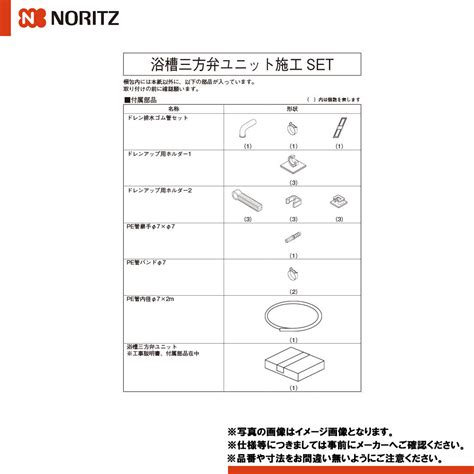 NORITZ
浴槽三方弁ユニット施工 SET
梱包内には本紙以外に、以下の部品が入っています。
取り付けの前に確認願います。
■付属部品
( )内は個数を表します
名称 形状
ドレン排水ゴム管セット
(1) (1) (1)
ドレンアップ用ホルダー1
(3)
ドレンアップ用ホルダー2
(3) (3) (3)
PE管継手φ7×φ7
(1)
PE管バンドφ7
(2)
PE管内径φ7×2m
(1)
浴槽三方弁ユニット
※工事説明書、付属部品在中
(1)
※写真の画像はイメージ画像となります。
※仕様等につきましては事前にメーカーへご確認ください。
※品番や寸法をお間違い無いようにご注意ください。